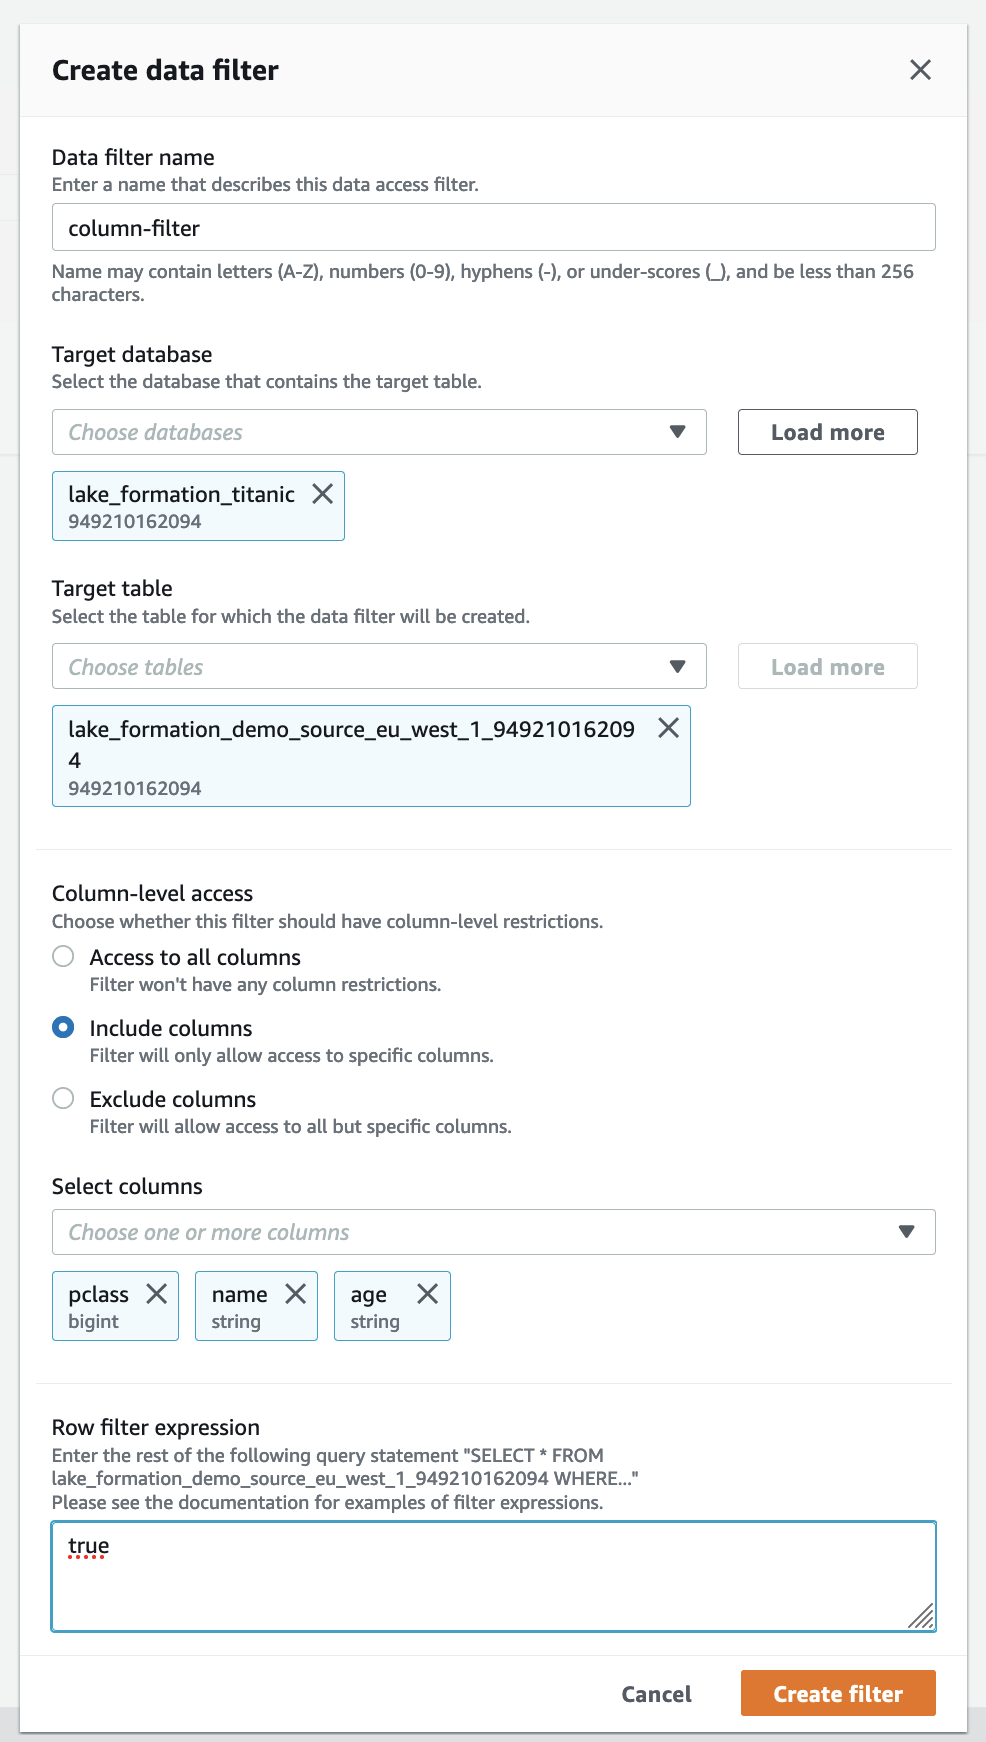 Create data filter
Data filter name
Enter a name that describes this data access filter.
column-filter
Name may contain letters (A-Z), numbers (0-9), hyphens (-), or under-scores (_), and be less than 256
characters.
Target database
Select the database that contains the target table.
Choose databases
Load more
lake_formation_titanic
949210162094
Target table
Select the table for which the data filter will be created.
Choose tables
Load more
lake_formation_demo_source_eu_west_1_94921016209
4
949210162094
Column-level access
Choose whether this filter should have column-level restrictions.
Access to all columns
Filter won't have any column restrictions.
Include columns
Filter will only allow access to specific columns.
Exclude columns
Filter will allow access to all but specific columns.
Select columns
Choose one or more columns
pclass name age
bigint string string
Row filter expression
Enter the rest of the following query statement "SELECT * FROM
lake_formation_demo_source_eu_west_1_949210162094 WHERE..."
Please see the documentation for examples of filter expressions.
true
Cancel Create filter